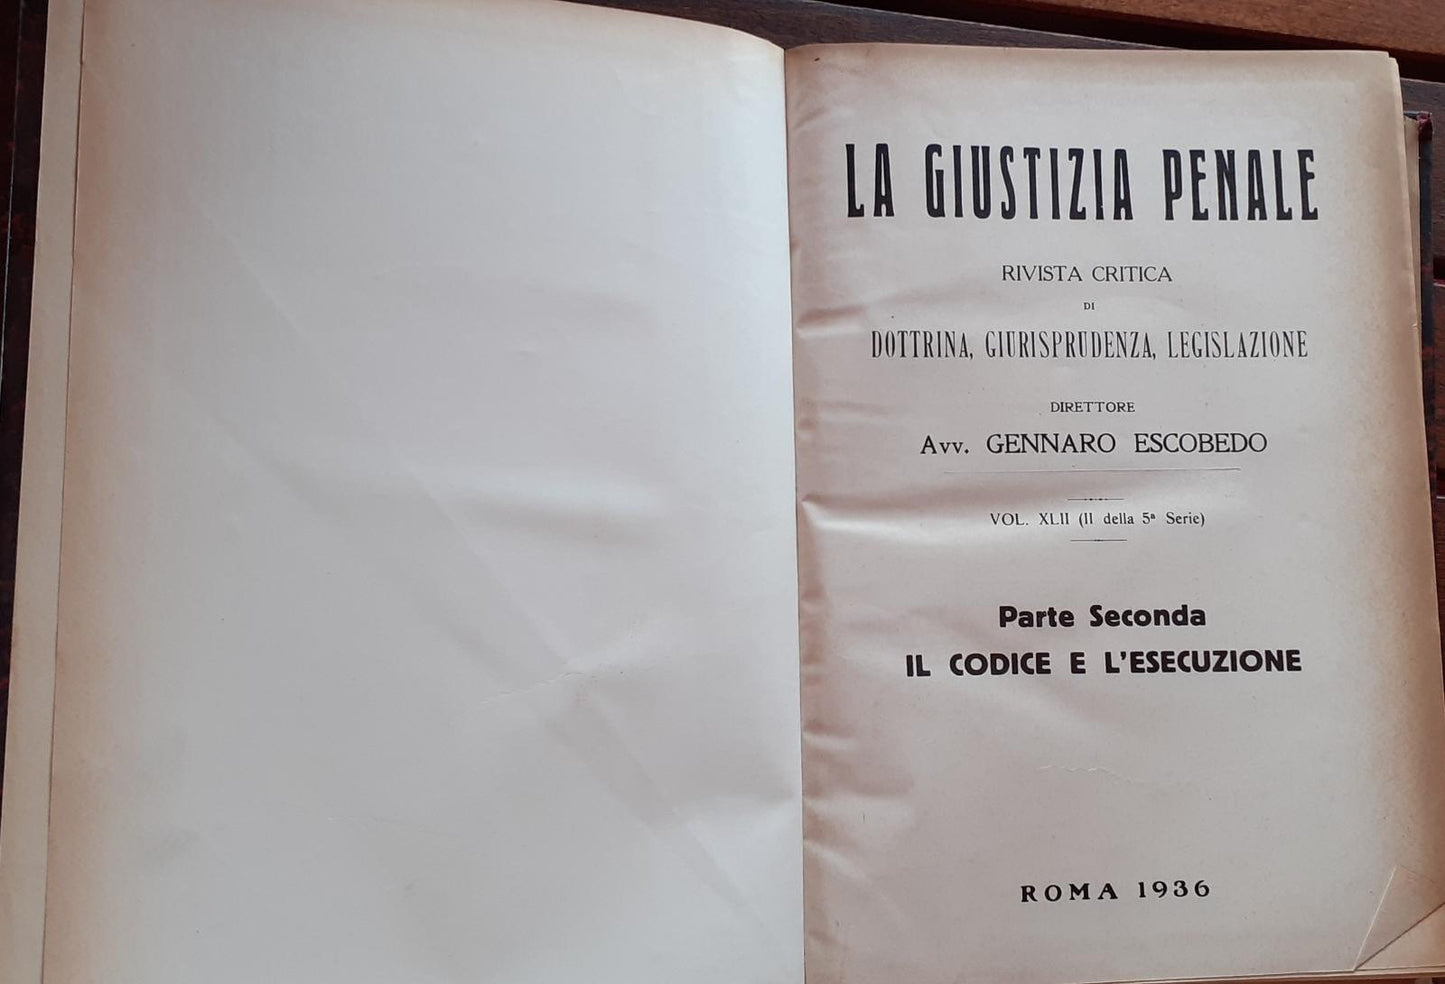 LA GIUSTIZIA PENALE
RIVISTA CRITICA
DI
DOTTRINA, GIURISPRUDENZA, LEGISLAZIONE
DIRETTORE
Avv. GENNARO ESCOBEDO
VOL. XLII (II della 5ª Serie)
Parte Seconda
IL CODICE E L'ESECUZIONE
ROMA 1936